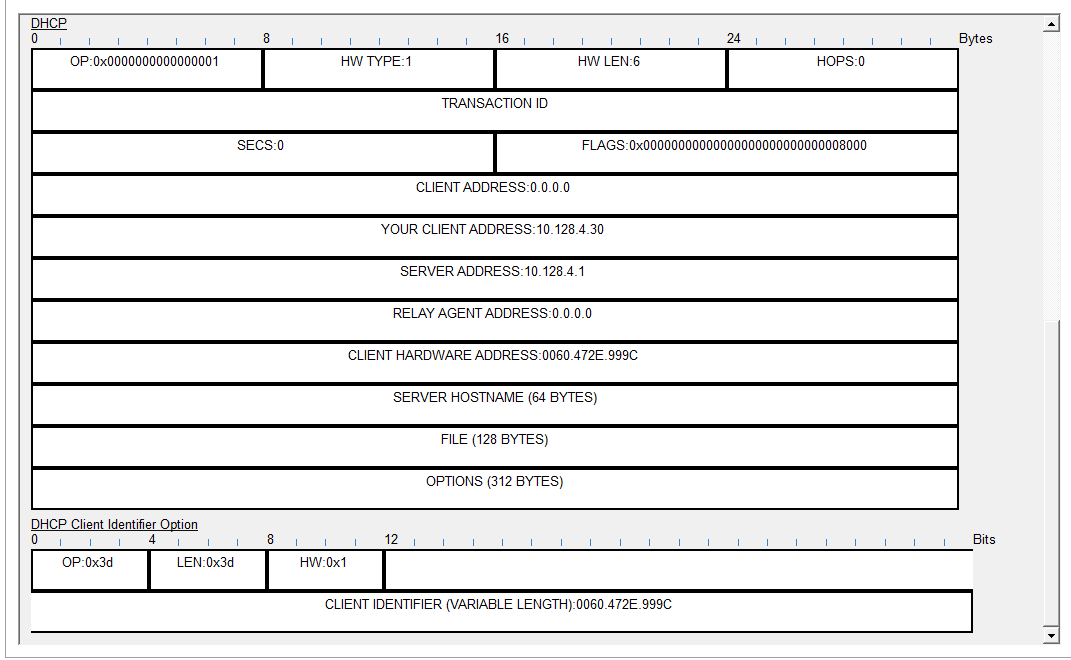 DHCP
0 8 16 24 Bytes
OP:0x0000000000000001 HW TYPE:1 HW LEN:6 HOPS:0
TRANSACTION ID
SECS:0 FLAGS:0x00000000000000000000000000008000
CLIENT ADDRESS:0.0.0.0
YOUR CLIENT ADDRESS:10.128.4.30
SERVER ADDRESS:10.128.4.1
RELAY AGENT ADDRESS:0.0.0.0
CLIENT HARDWARE ADDRESS:0060.472E.999C
SERVER HOSTNAME (64 BYTES)
FILE (128 BYTES)
OPTIONS (312 BYTES)
DHCP Client Identifier Option
0 4 8 12 Bits
OP:0x3d LEN:0x3d HW:0x1
CLIENT IDENTIFIER (VARIABLE LENGTH):0060.472E.999C